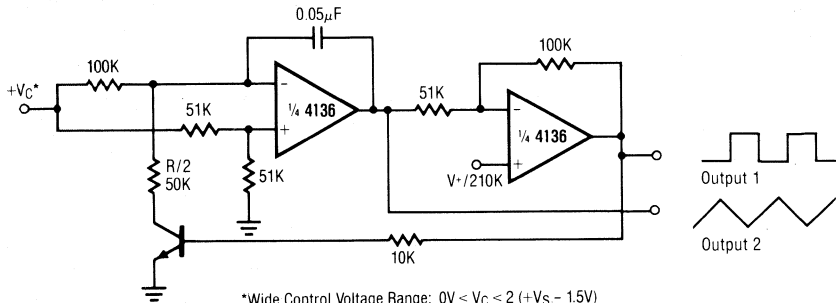 0.05µF
100K
100K
+VC*
51K
51K
−
+
¼ 4136
−
+
¼ 4136
R/2
50K
51K
V+/210K
Output 1
Output 2
10K
*Wide Control Voltage Range: 0V < VC < 2 (+VS − 1.5V)